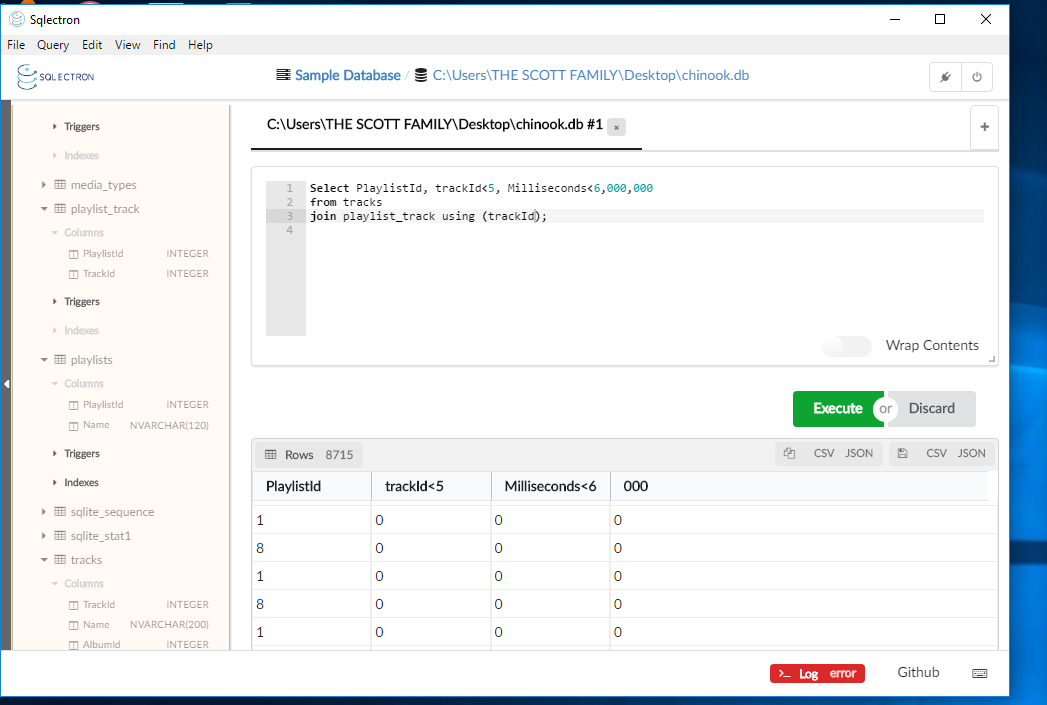 Sqlectron
File Query Edit View Find Help
SQLECTRON
Sample Database / C:\Users\THE SCOTT FAMILY\Desktop\chinook.db
Triggers
Indexes
media_types
playlist_track
Columns
PlaylistId INTEGER
TrackId INTEGER
Triggers
Indexes
playlists
Columns
PlaylistId INTEGER
Name NVARCHAR(120)
Triggers
Indexes
sqlite_sequence
sqlite_stat1
tracks
Columns
TrackId INTEGER
Name NVARCHAR(200)
AlbumId INTEGER
C:\Users\THE SCOTT FAMILY\Desktop\chinook.db #1 ×
+
1 Select PlaylistId, trackId<5, Milliseconds<6,000,000
2 from tracks
3 join playlist_track using (trackId);
4
Wrap Contents
Execute or Discard
Rows 8715 CSV JSON CSV JSON
PlaylistId trackId<5 Milliseconds<6 000
1 0 0 0
8 0 0 0
1 0 0 0
8 0 0 0
1 0 0 0
>_ Log error Github